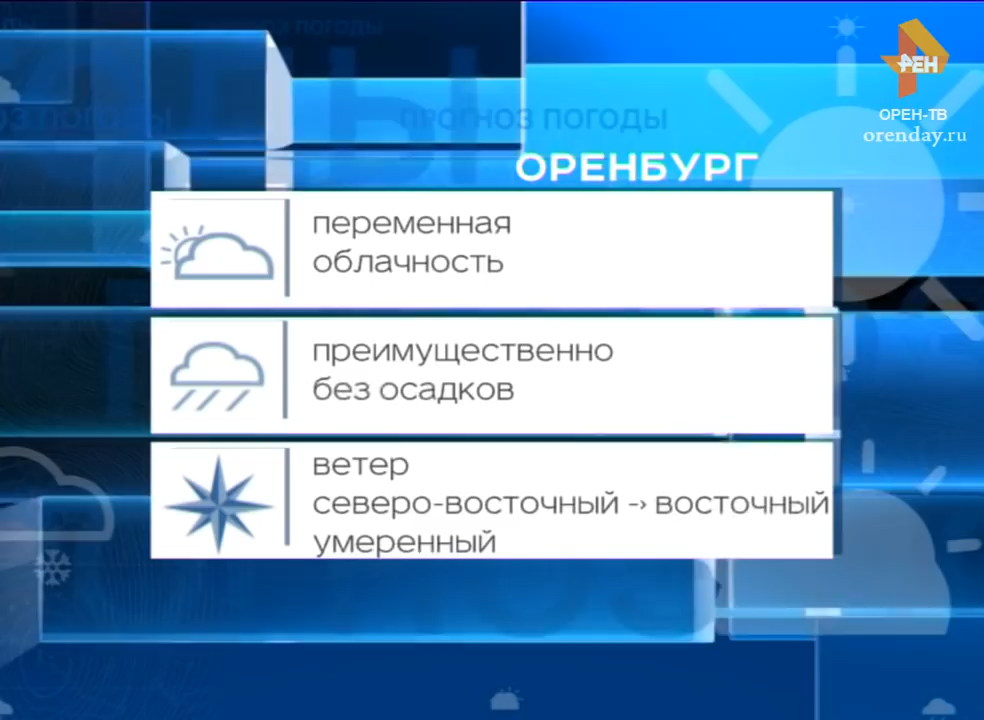 ПРОГНОЗ ПОГОДЫ
РЕН
ОРЕН-ТВ
orenday.ru
ОРЕНБУРГ
переменная
облачность
преимущественно
без осадков
ветер
северо-восточный -> восточный
умеренный